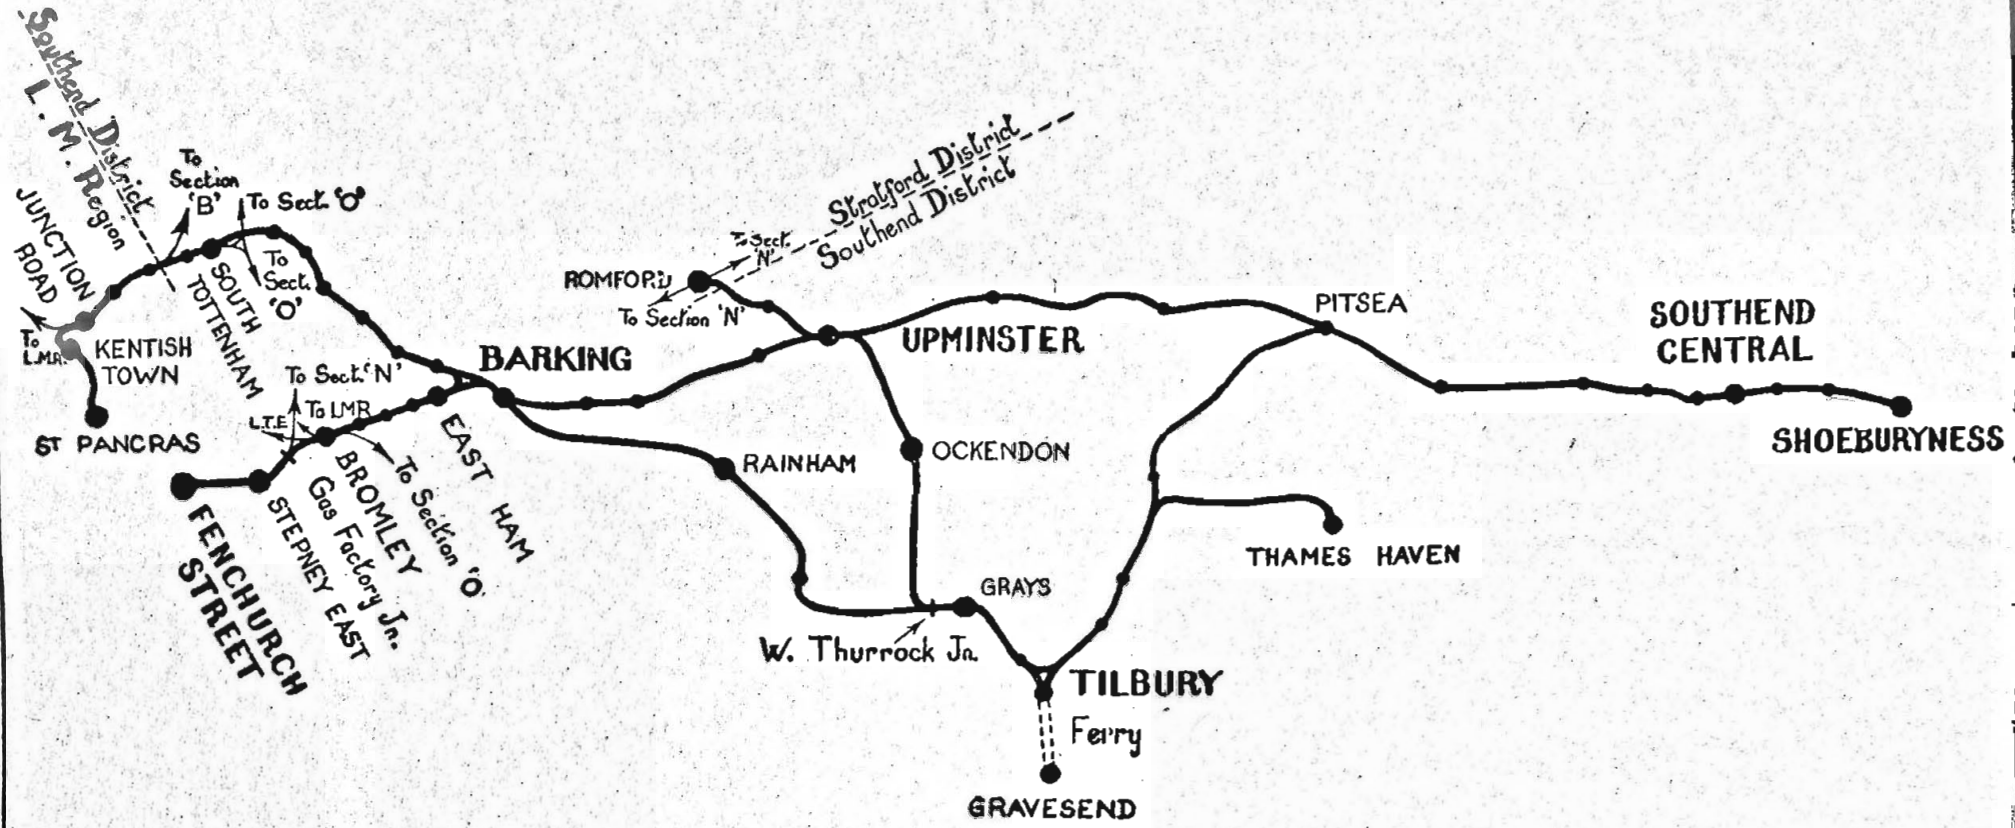 Southend District
L. M. Region
JUNCTION
ROAD
To
L.M.R.
KENTISH
TOWN
ST PANCRAS
To
Section
'B'
To Sect. 'O'
To
Sect.
'O'
SOUTH
TOTTENHAM
To Sect. 'N'
To LMR
L.T.E.
BARKING
EAST HAM
To Section 'O'
BROMLEY
Gas Factory Jn.
STEPNEY EAST
FENCHURCH
STREET
ROMFORD
To Sect.
'N'
To Section 'N'
Stratford District
Southend District
UPMINSTER
RAINHAM
OCKENDON
GRAYS
W. Thurrock Jn.
TILBURY
Ferry
GRAVESEND
PITSEA
THAMES HAVEN
SOUTHEND
CENTRAL
SHOEBURYNESS